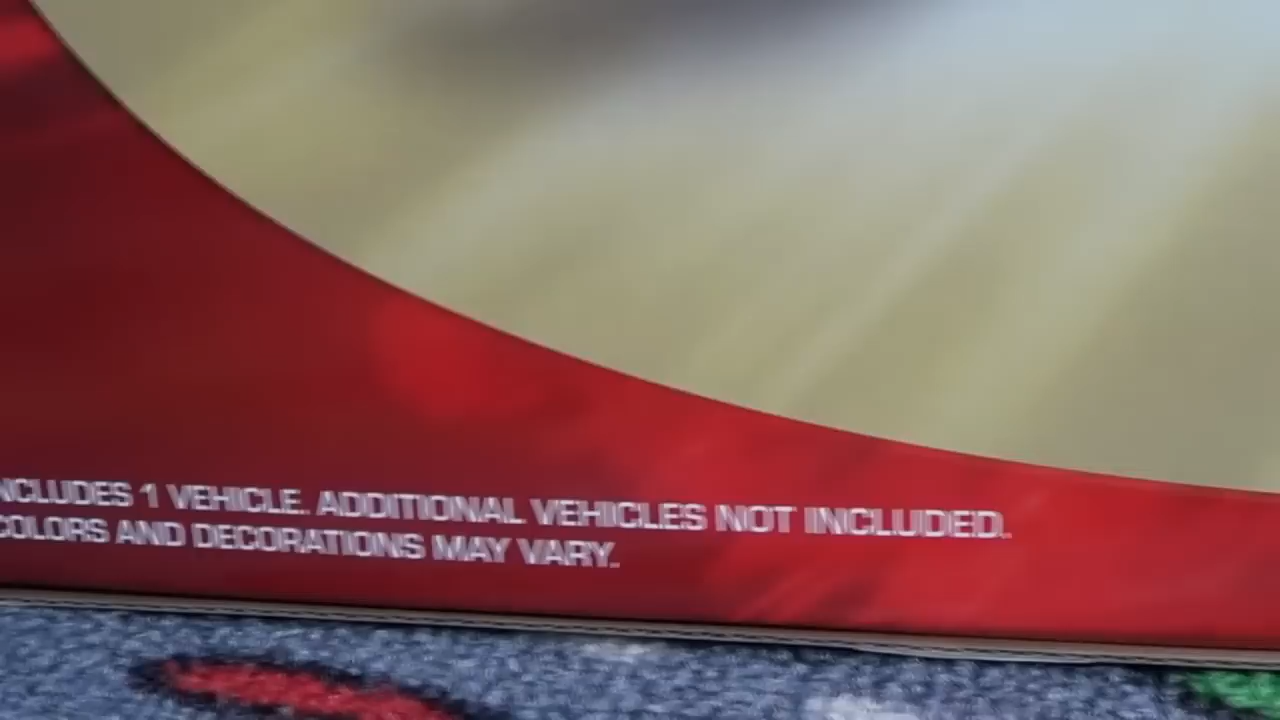 NCLUDES 1 VEHICLE. ADDITIONAL VEHICLES NOT INCLUDED.
COLORS AND DECORATIONS MAY VARY.